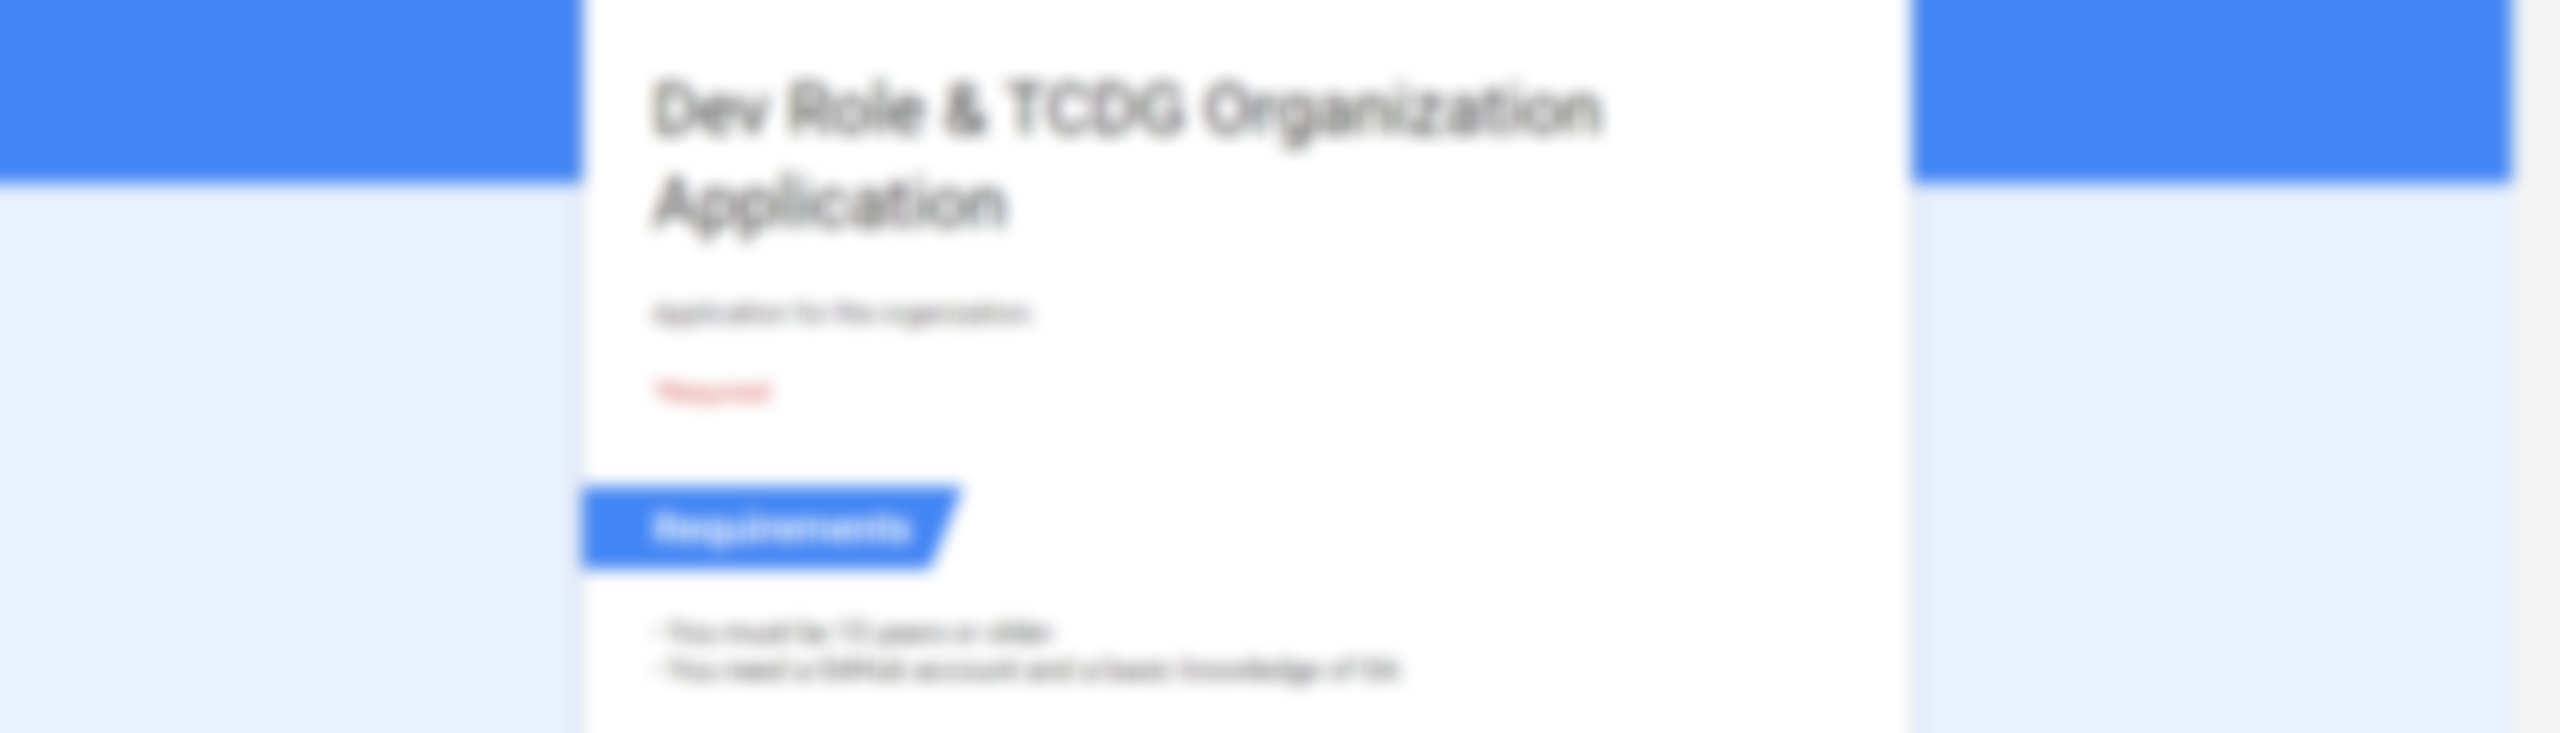 Dev Role & TCDG Organization
Application
Application for the organization.
*Required
Requirements
- You must be 13 years or older.
- You need a GitHub account and a basic knowledge of Git.